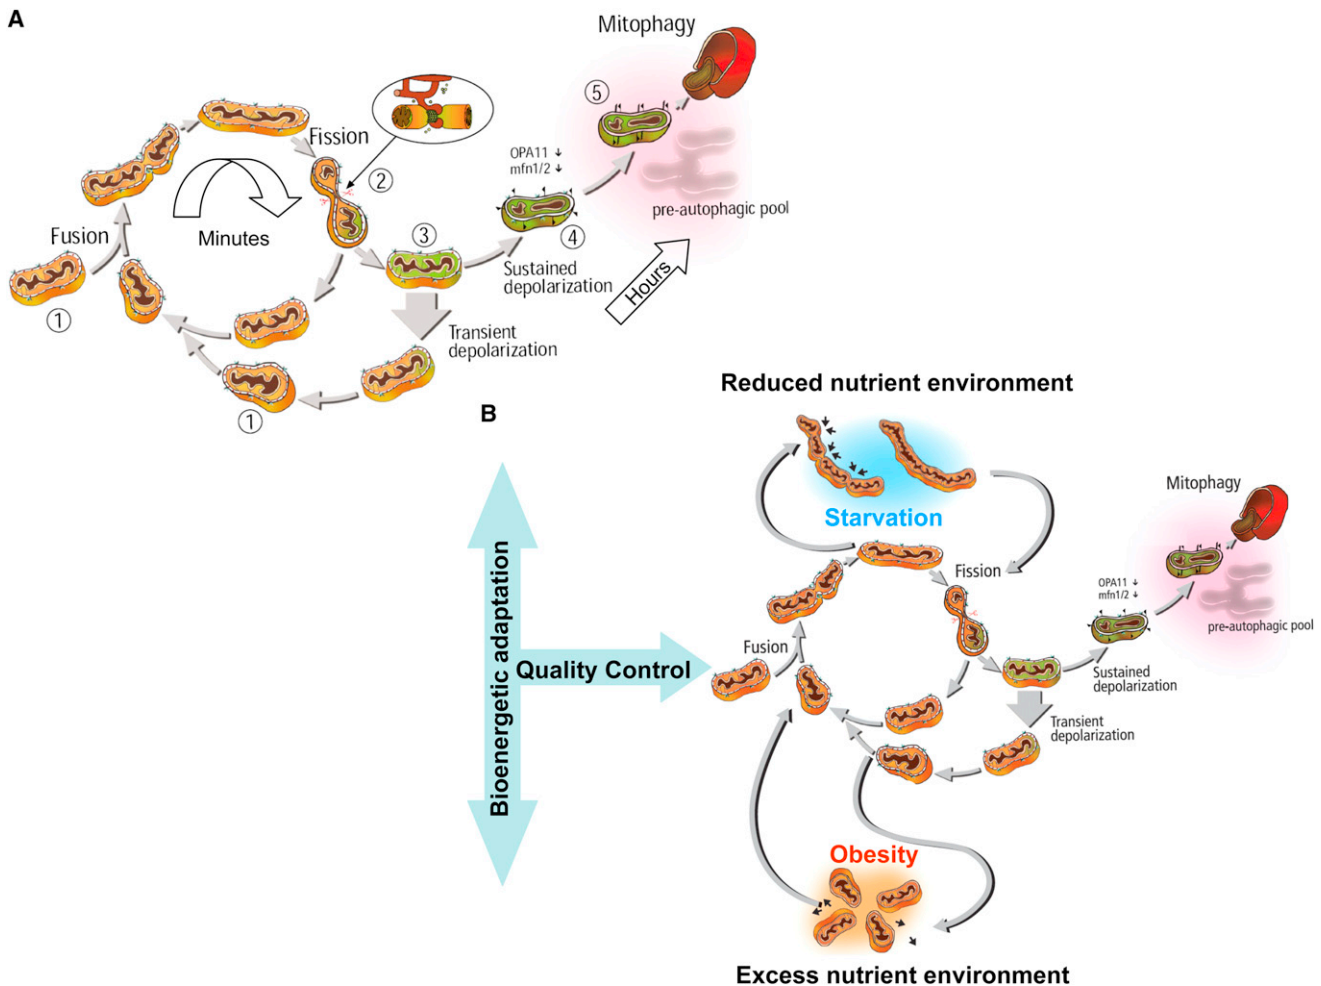 A
Mitophagy
⑤
Fission
②
OPA11 ↓
mfn1/2 ↓
pre-autophagic pool
Minutes
Fusion
③
④
Sustained
depolarization
Hours
①
Transient
depolarization
①
B
Reduced nutrient environment
Starvation
Mitophagy
Fission
OPA11 ↓
mfn1/2 ↓
pre-autophagic pool
Bioenergetic adaptation
Quality Control
Fusion
Sustained
depolarization
Transient
depolarization
Obesity
Excess nutrient environment